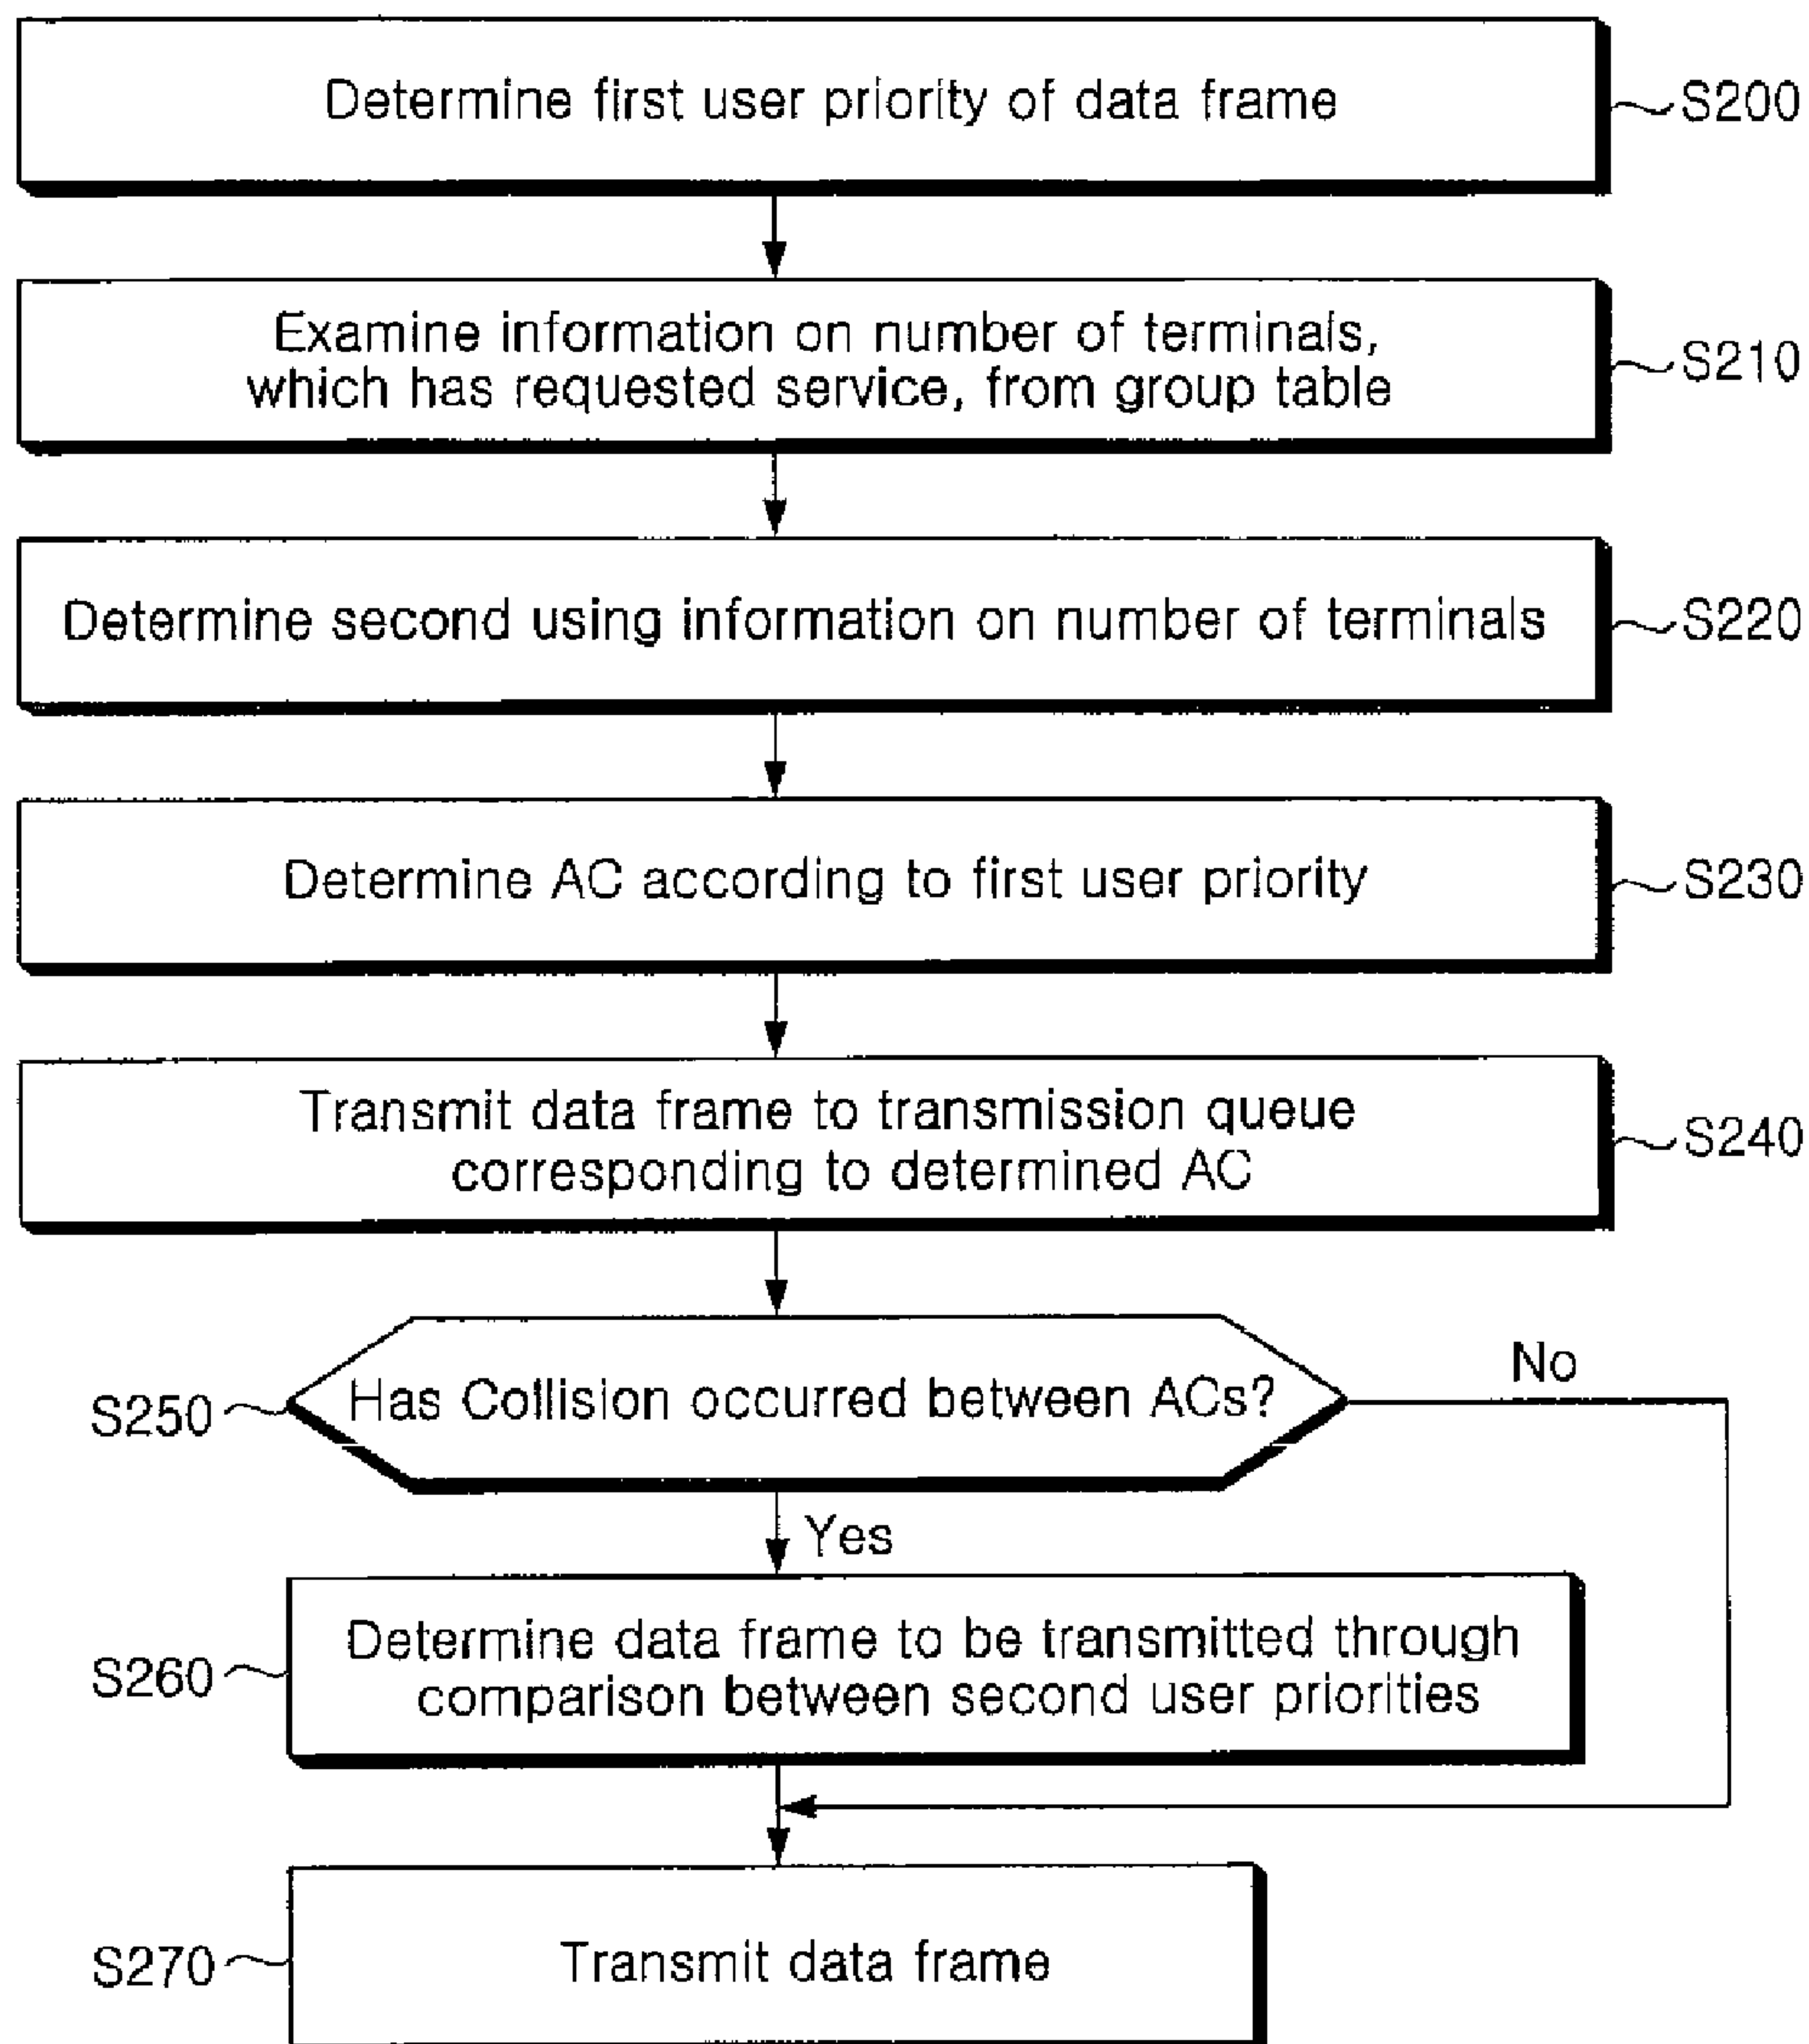 Determine first user priority of data frame
S200
Examine information on number of terminals,
which has requested service, from group table
S210
Determine second using information on number of terminals
S220
Determine AC according to first user priority
S230
Transmit data frame to transmission queue
corresponding to determined AC
S240
Has Collision occurred between ACs?
S250
No
Yes
Determine data frame to be transmitted through
comparison between second user priorities
S260
Transmit data frame
S270